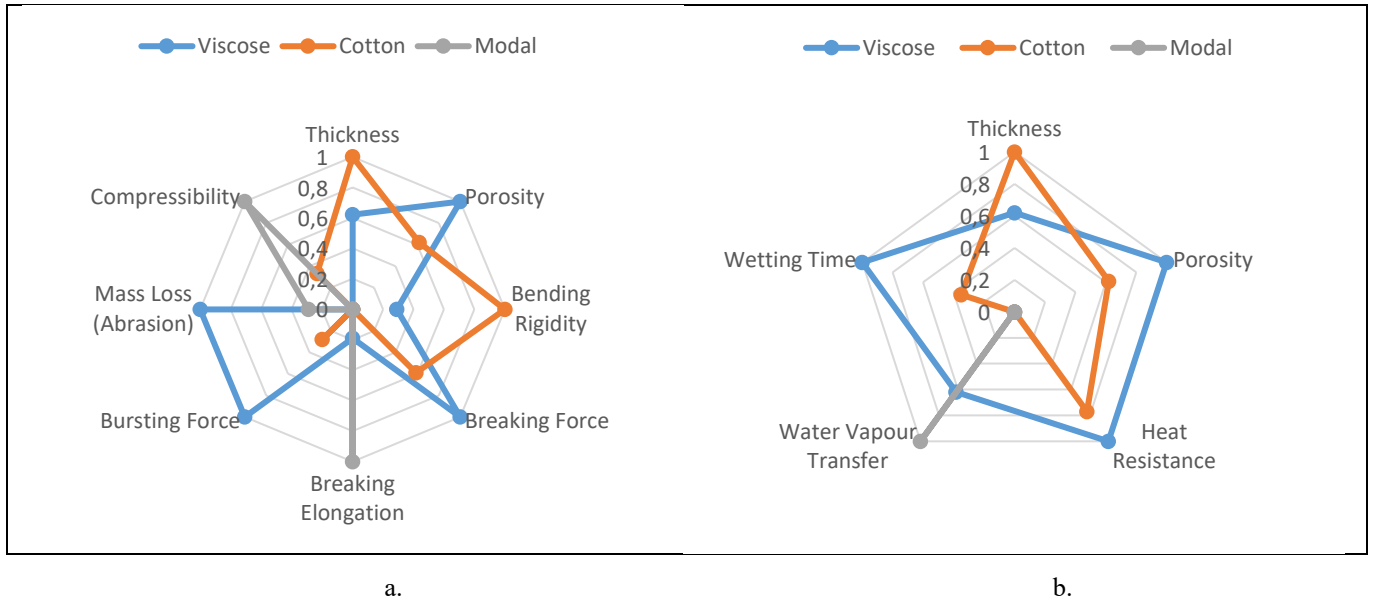 Viscose Cotton Modal
Thickness
1
0,8
0,6
0,4
0,2
0
Porosity
Bending
Rigidity
Breaking Force
Breaking
Elongation
Bursting Force
Mass Loss
(Abrasion)
Compressibility
a.
Viscose Cotton Modal
Thickness
1
0,8
0,6
0,4
0,2
0
Porosity
Heat
Resistance
Water Vapour
Transfer
Wetting Time
b.